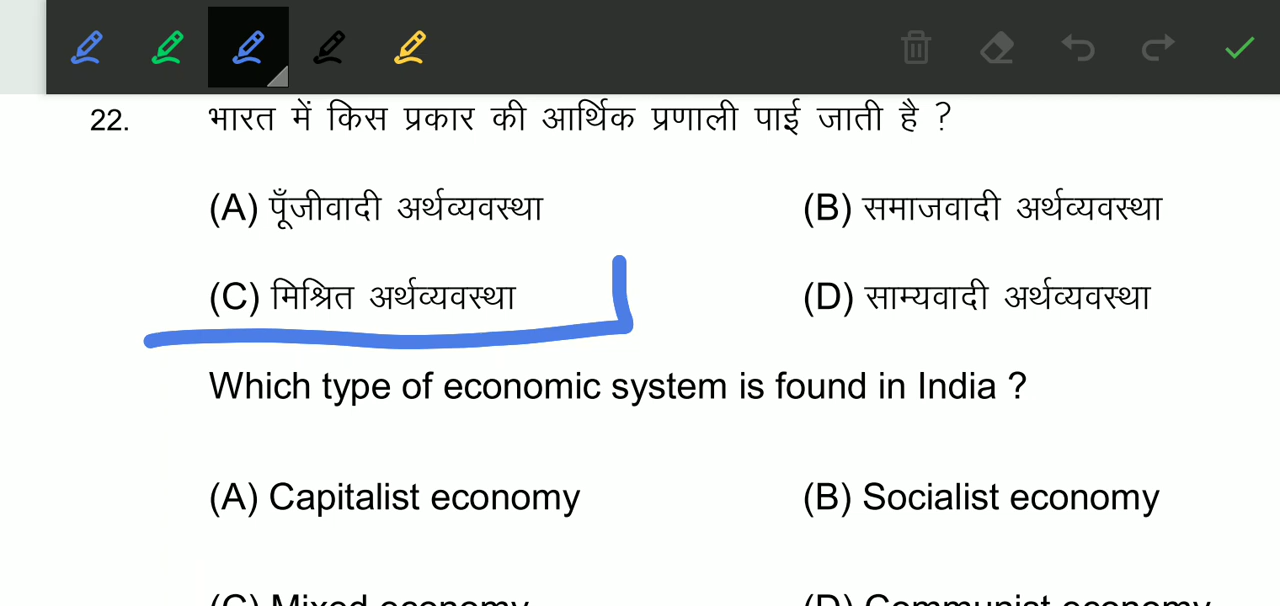 22. भारत में किस प्रकार की आर्थिक प्रणाली पाई जाती है ?
(A) पूँजीवादी अर्थव्यवस्था (B) समाजवादी अर्थव्यवस्था
(C) मिश्रित अर्थव्यवस्था (D) साम्यवादी अर्थव्यवस्था
Which type of economic system is found in India ?
(A) Capitalist economy (B) Socialist economy
(C) Mixed economy (D) Communist economy